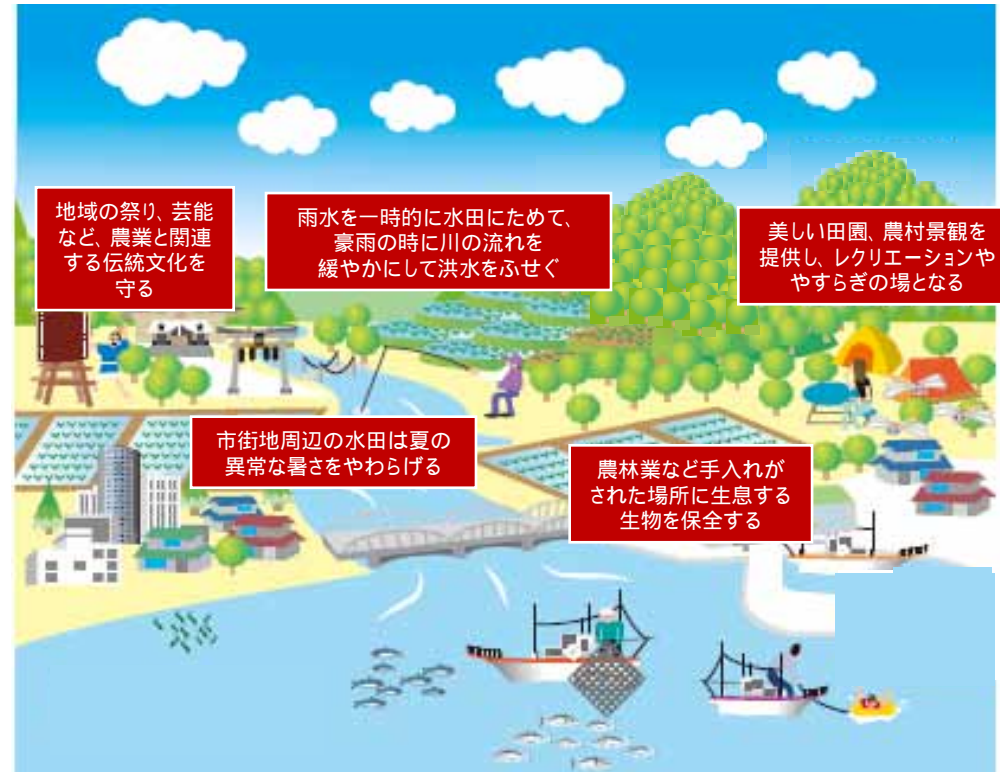 地域の祭り、芸能
など、農業と関連
する伝統文化を
守る
雨水を一時的に水田にためて、
豪雨の時に川の流れを
緩やかにして洪水をふせぐ
美しい田園、農村景観を
提供し、レクリエーションや
やすらぎの場となる
市街地周辺の水田は夏の
異常な暑さをやわらげる
農林業など手入れが
された場所に生息する
生物を保全する